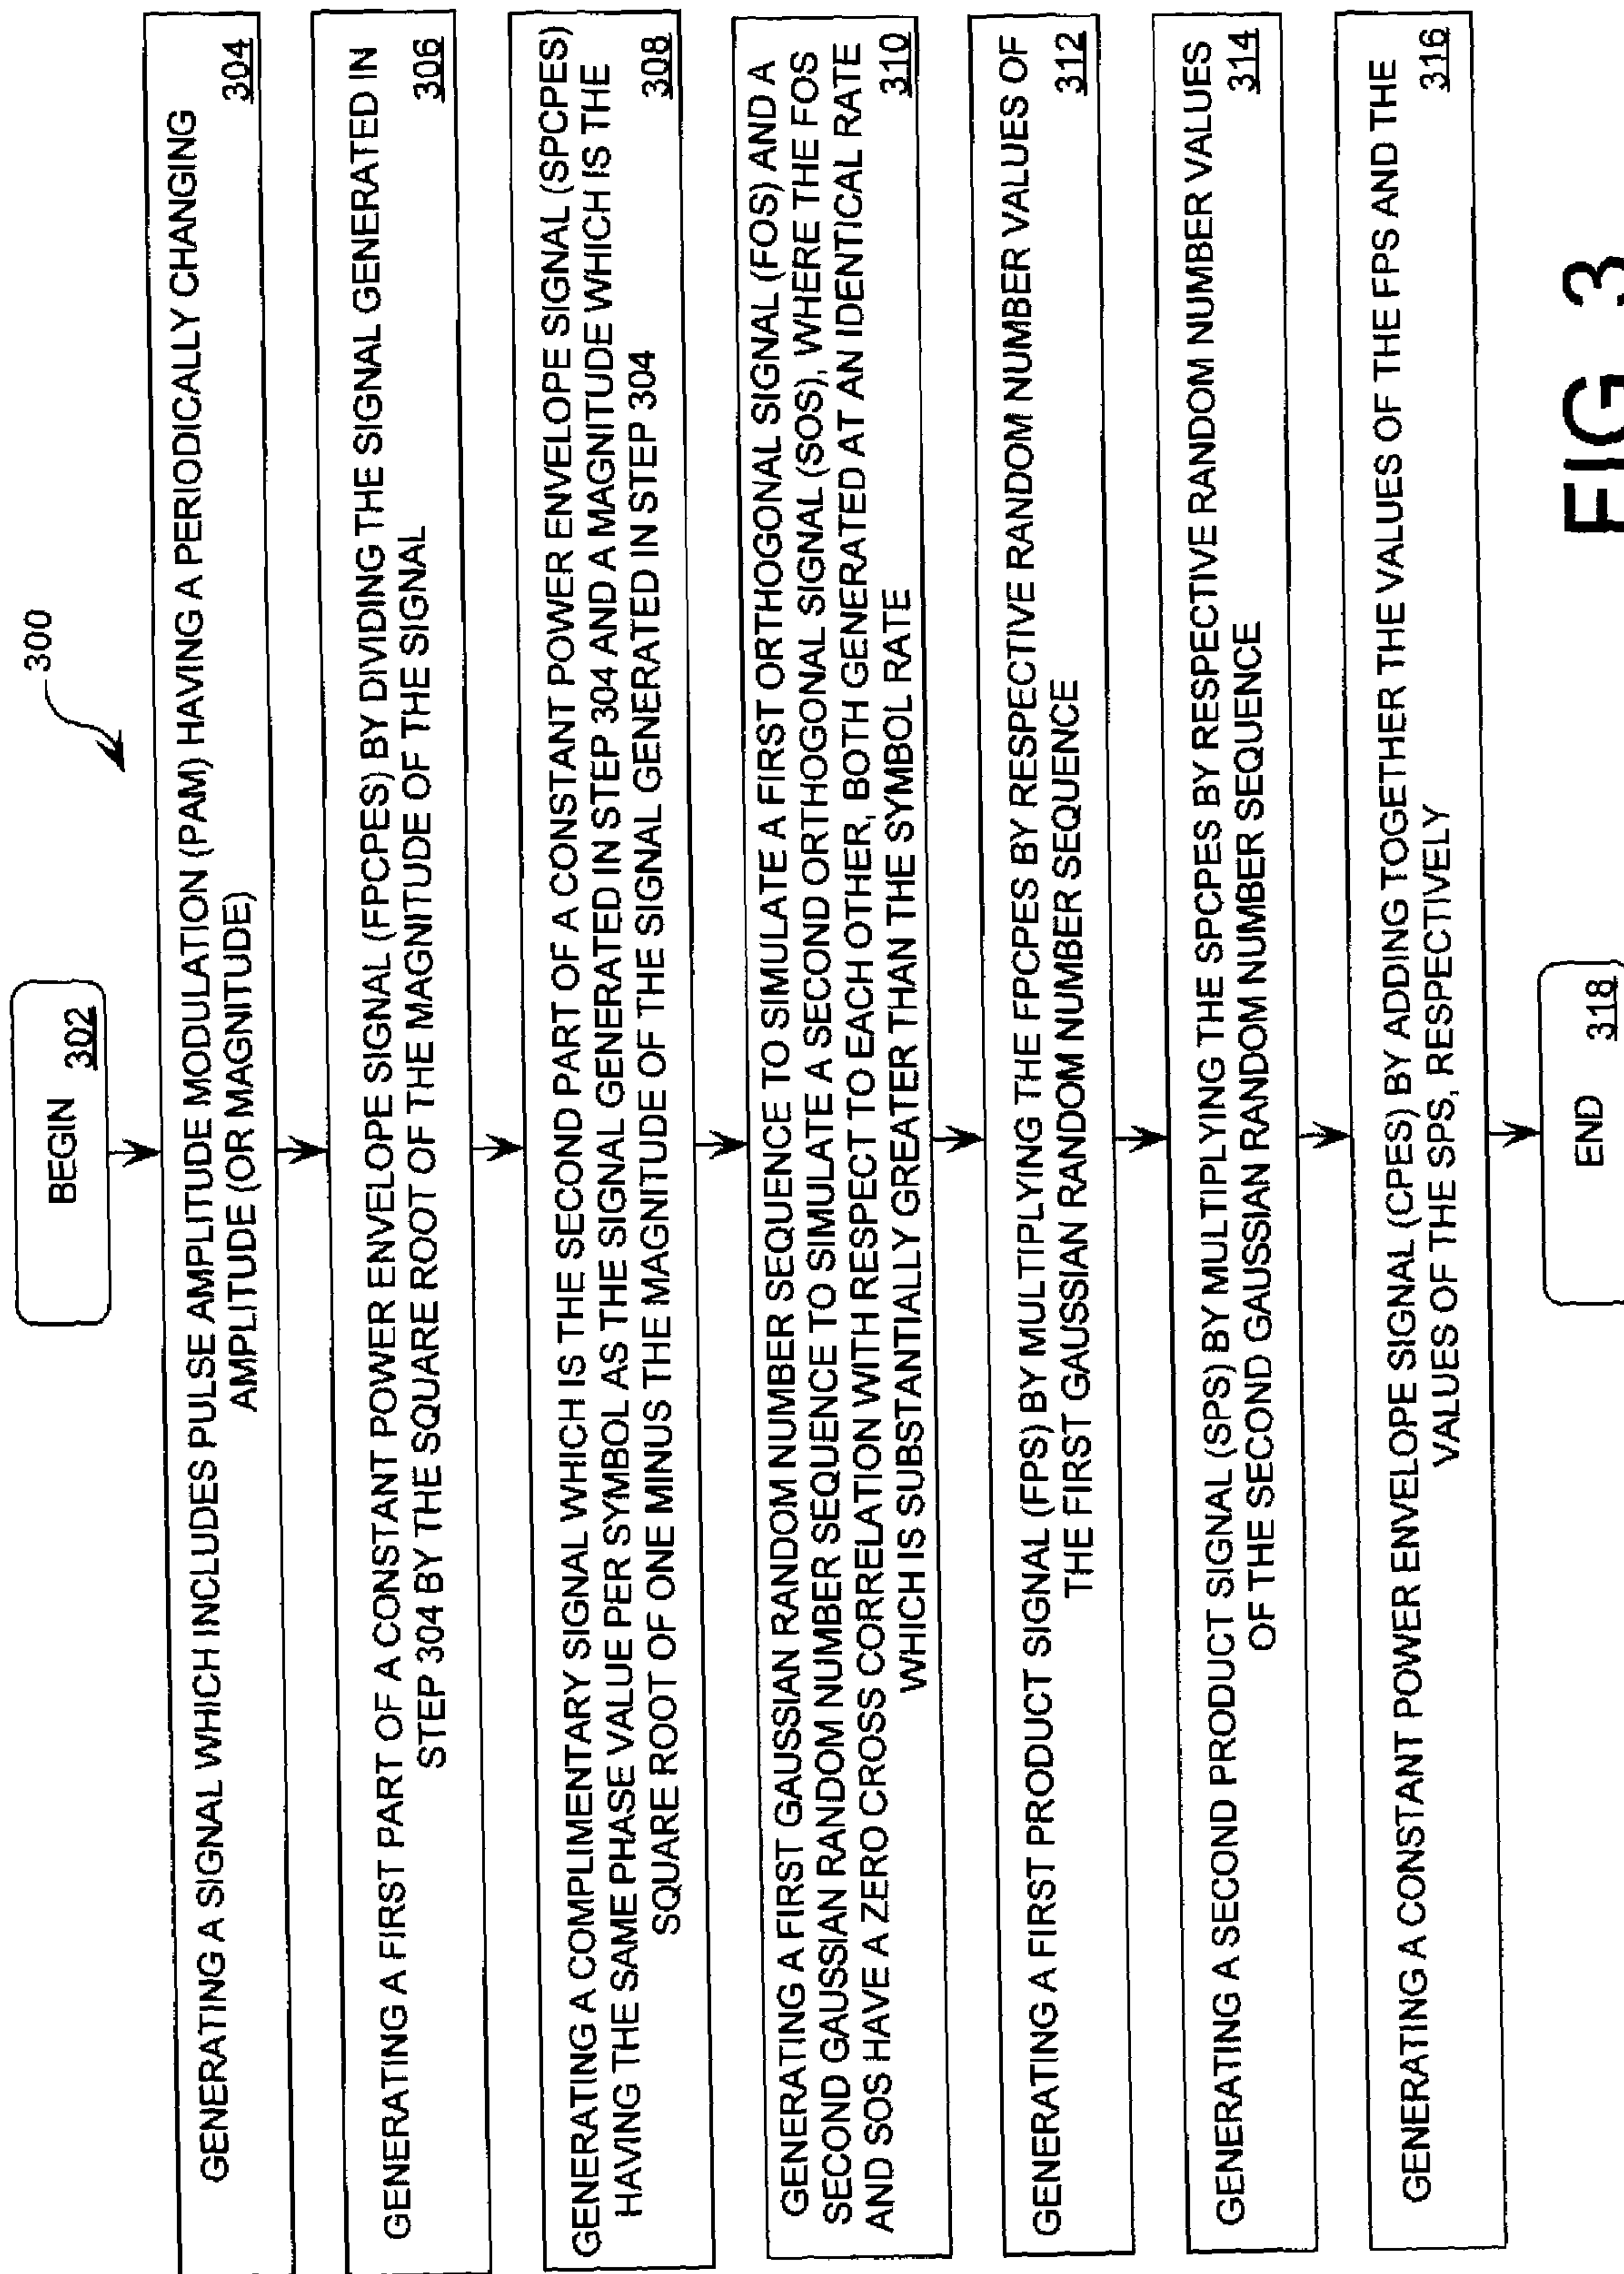 300
BEGIN 302
GENERATING A SIGNAL WHICH INCLUDES PULSE AMPLITUDE MODULATION (PAM) HAVING A PERIODICALLY CHANGING
AMPLITUDE (OR MAGNITUDE)
304
GENERATING A FIRST PART OF A CONSTANT POWER ENVELOPE SIGNAL (FPCPES) BY DIVIDING THE SIGNAL GENERATED IN
STEP 304 BY THE SQUARE ROOT OF THE MAGNITUDE OF THE SIGNAL
306
GENERATING A COMPLIMENTARY SIGNAL WHICH IS THE SECOND PART OF A CONSTANT POWER ENVELOPE SIGNAL (SPCPES)
HAVING THE SAME PHASE VALUE PER SYMBOL AS THE SIGNAL GENERATED IN STEP 304 AND A MAGNITUDE WHICH IS THE
SQUARE ROOT OF ONE MINUS THE MAGNITUDE OF THE SIGNAL GENERATED IN STEP 304
308
GENERATING A FIRST GAUSSIAN RANDOM NUMBER SEQUENCE TO SIMULATE A FIRST ORTHOGONAL SIGNAL (FOS) AND A
SECOND GAUSSIAN RANDOM NUMBER SEQUENCE TO SIMULATE A SECOND ORTHOGONAL SIGNAL (SOS), WHERE THE FOS
AND SOS HAVE A ZERO CROSS CORRELATION WITH RESPECT TO EACH OTHER, BOTH GENERATED AT AN IDENTICAL RATE
WHICH IS SUBSTANTIALLY GREATER THAN THE SYMBOL RATE
310
GENERATING A FIRST PRODUCT SIGNAL (FPS) BY MULTIPLYING THE FPCPES BY RESPECTIVE RANDOM NUMBER VALUES OF
THE FIRST GAUSSIAN RANDOM NUMBER SEQUENCE
312
GENERATING A SECOND PRODUCT SIGNAL (SPS) BY MULTIPLYING THE SPCPES BY RESPECTIVE RANDOM NUMBER VALUES
OF THE SECOND GAUSSIAN RANDOM NUMBER SEQUENCE
314
GENERATING A CONSTANT POWER ENVELOPE SIGNAL (CPES) BY ADDING TOGETHER THE VALUES OF THE FPS AND THE
VALUES OF THE SPS, RESPECTIVELY
316
END 318
FIG 3